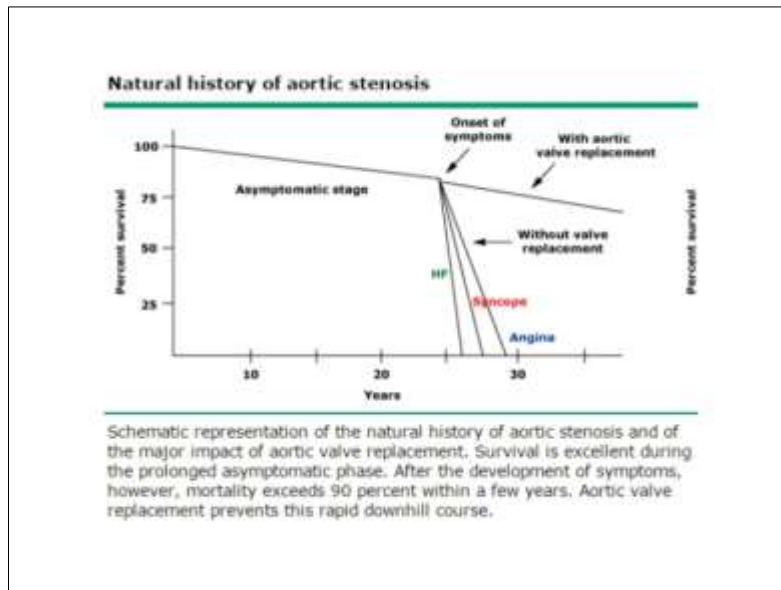 Natural history of aortic stenosis
Onset of
symptoms
With aortic
valve replacement
100
Asymptomatic stage
75
Percent survival
Percent survival
Without valve
replacement
50
HF
Syncope
25
Angina
10
20
30
Years
Schematic representation of the natural history of aortic stenosis and of
the major impact of aortic valve replacement. Survival is excellent during
the prolonged asymptomatic phase. After the development of symptoms,
however, mortality exceeds 90 percent within a few years. Aortic valve
replacement prevents this rapid downhill course.